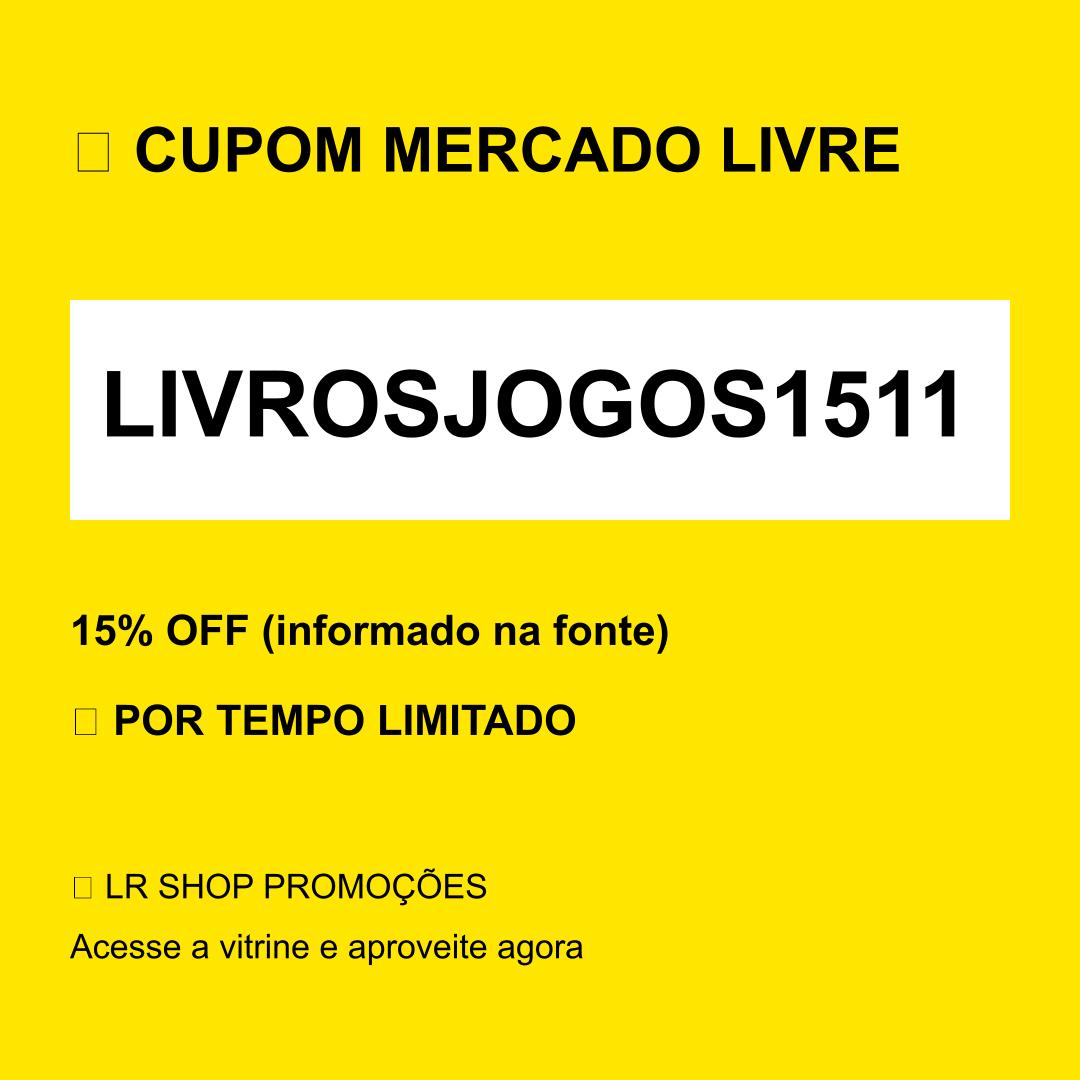 CUPOM MERCADO LIVRE
LIVROSJOGOS1511
15% OFF (informado na fonte)
POR TEMPO LIMITADO
LR SHOP PROMOÇÕES
Acesse a vitrine e aproveite agora